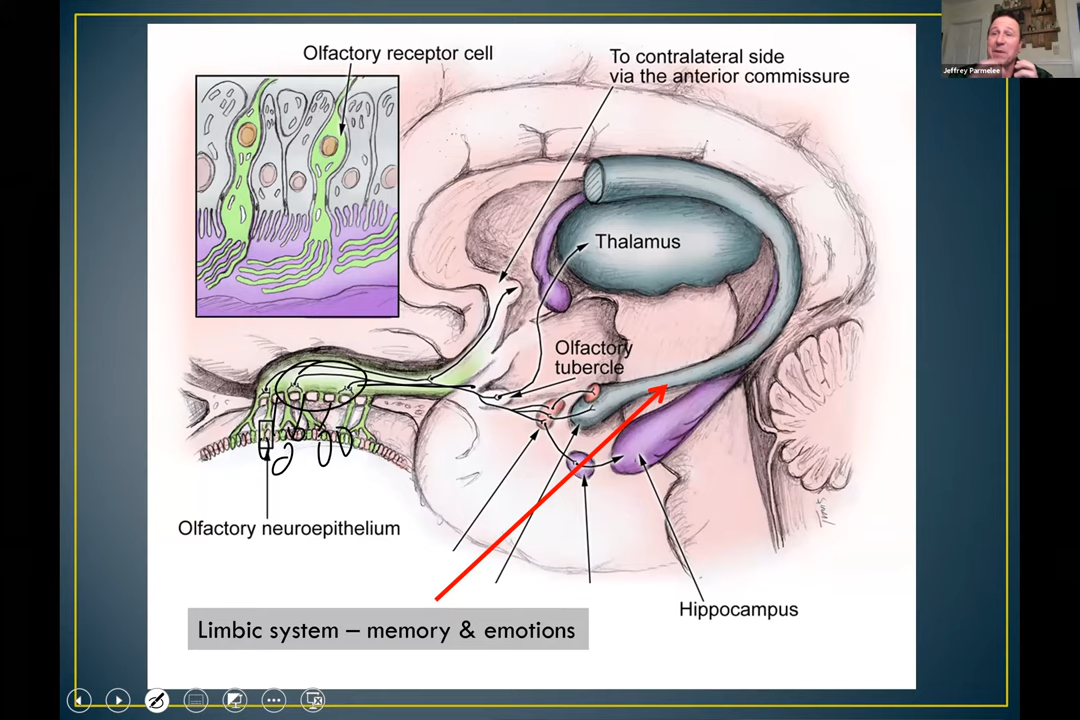 Olfactory receptor cell
To contralateral side
via the anterior commissure
Jeffrey Parmelee
Thalamus
Olfactory
tubercle
Olfactory neuroepithelium
Hippocampus
Limbic system – memory & emotions